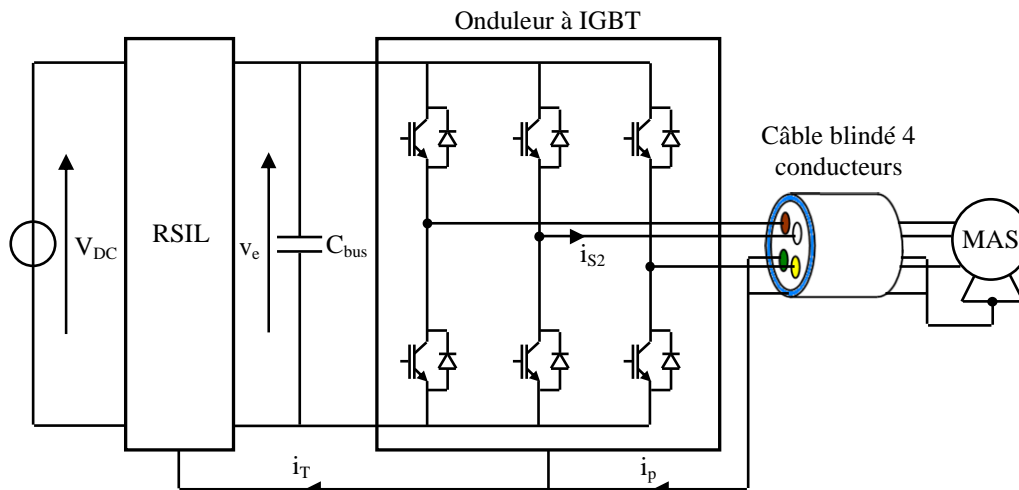 Onduleur à IGBT
Câble blindé 4
conducteurs
V_DC
RSIL
v_e
C_bus
i_S2
MAS
i_T
i_p